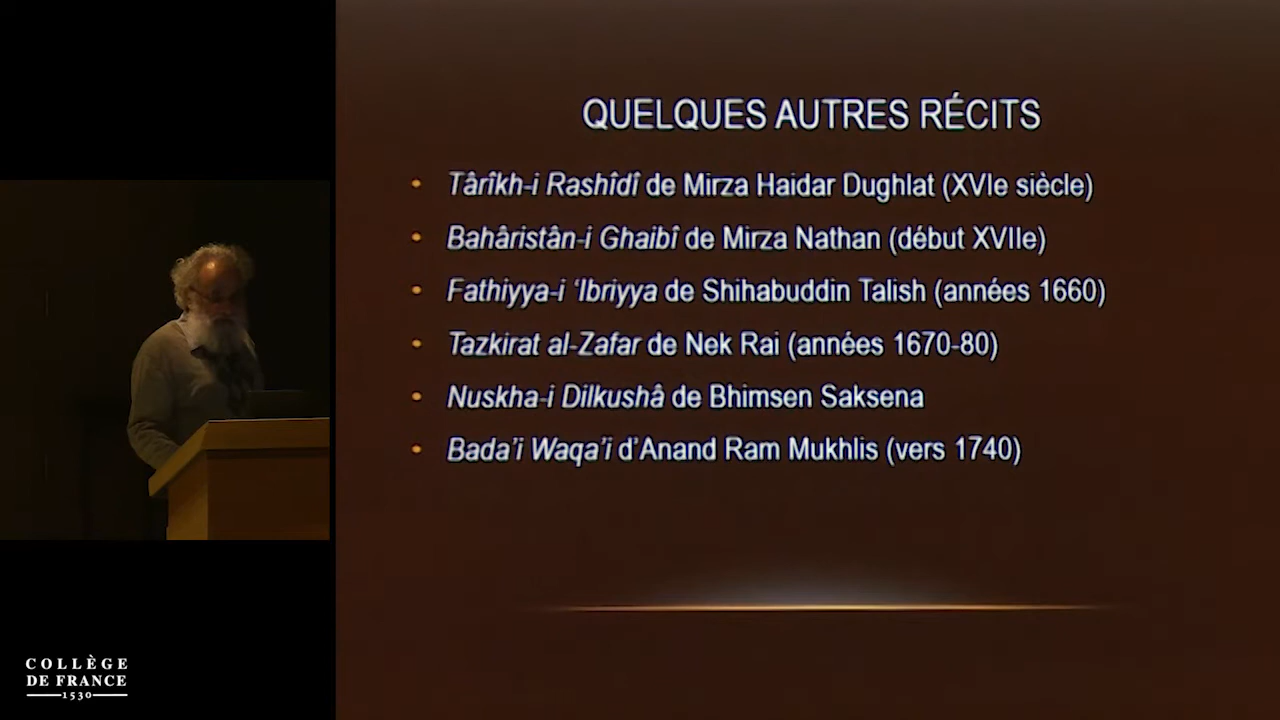 QUELQUES AUTRES RÉCITS
• Târîkh-i Rashîdî de Mirza Haidar Dughlat (XVIe siècle)
• Bahâristân-i Ghaibî de Mirza Nathan (début XVIIe)
• Fathiyya-i ‘Ibriyya de Shihabuddin Talish (années 1660)
• Tazkirat al-Zafar de Nek Rai (années 1670-80)
• Nuskha-i Dilkushâ de Bhimsen Saksena
• Bada’i Waqa’i d’Anand Ram Mukhlis (vers 1740)
COLLÈGE
DE FRANCE
1530